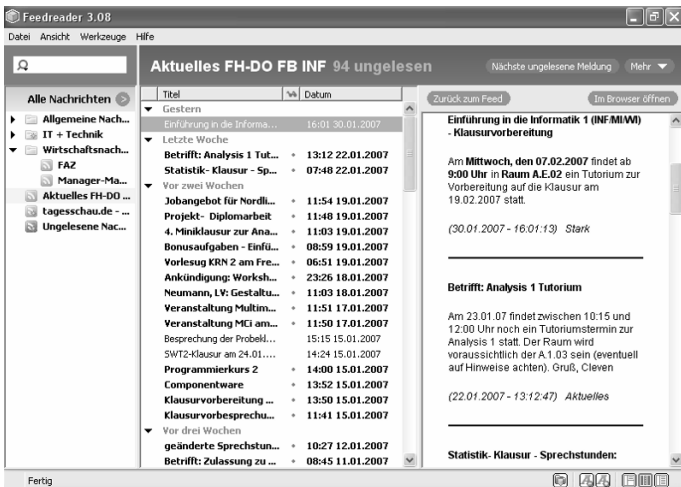 Feedreader 3.08
Datei Ansicht Werkzeuge Hilfe
Aktuelles FH-DO FB INF 94 ungelesen
Nächste ungelesene Meldung Mehr
Alle Nachrichten
Allgemeine Nach...
IT + Technik
Wirtschaftsnach...
FAZ
Manager-Ma...
Aktuelles FH-DO ...
tagesschau.de - ...
Ungelesene Nac...
Titel Datum
Gestern
Einführung in die Informa... 16:01 30.01.2007
Letzte Woche
Betrifft: Analysis 1 Tut... 13:12 22.01.2007
Statistik- Klausur - Sp... 07:48 22.01.2007
Vor zwei Wochen
Jobangebot für Nordli... 11:54 19.01.2007
Projekt- Diplomarbeit 11:48 19.01.2007
4. Miniklausur zur Ana... 11:03 19.01.2007
Bonusaufgaben - Einfü... 08:59 19.01.2007
Vorlesug KRN 2 am Fre... 06:51 19.01.2007
Ankündigung: Worksh... 23:26 18.01.2007
Neumann, LV: Gestaltu... 11:03 18.01.2007
Veranstaltung Multim... 11:51 17.01.2007
Veranstaltung MCi am... 11:50 17.01.2007
Besprechung der Probekl... 15:15 15.01.2007
SWT2-Klausur am 24.01.... 14:24 15.01.2007
Programmierkurs 2 14:00 15.01.2007
Componentware 13:52 15.01.2007
Klausurvorbereitung ... 13:50 15.01.2007
Klausurvorbesprechu... 11:41 15.01.2007
Vor drei Wochen
geänderte Sprechstun... 10:27 12.01.2007
Betrifft: Zulassung zu ... 08:45 11.01.2007
Zurück zum Feed Im Browser öffnen
Einführung in die Informatik 1 (INF/MI/WI)
- Klausurvorbereitung
Am Mittwoch, den 07.02.2007 findet ab
9:00 Uhr in Raum A.E.02 ein Tutorium zur
Vorbereitung auf die Klausur am
19.02.2007 statt.
(30.01.2007 - 16:01:13) Stark
Betrifft: Analysis 1 Tutorium
Am 23.01.07 findet zwischen 10:15 und
12:00 Uhr noch ein Tutoriumstermin zur
Analysis 1 statt. Der Raum wird
voraussichtlich der A.1.03 sein (eventuell
auf Hinweise achten). Gruß, Cleven
(22.01.2007 - 13:12:47) Aktuelles
Statistik- Klausur - Sprechstunden:
Fertig